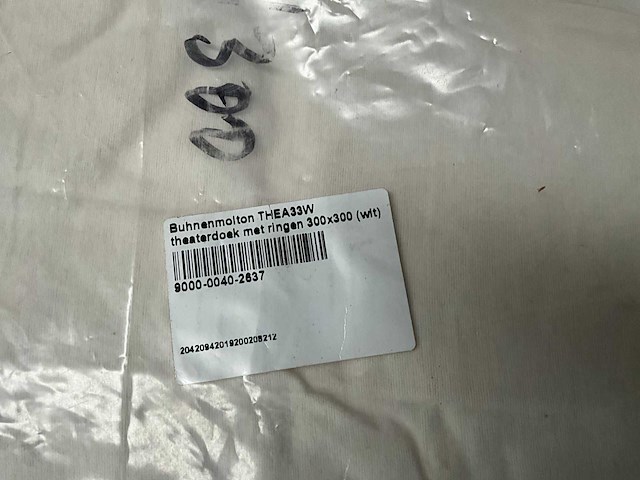 300
Buhnenmolton THEA33W
theaterdoek met ringen 300x300 (wit)
9000-0040-2637
20420942019200208212